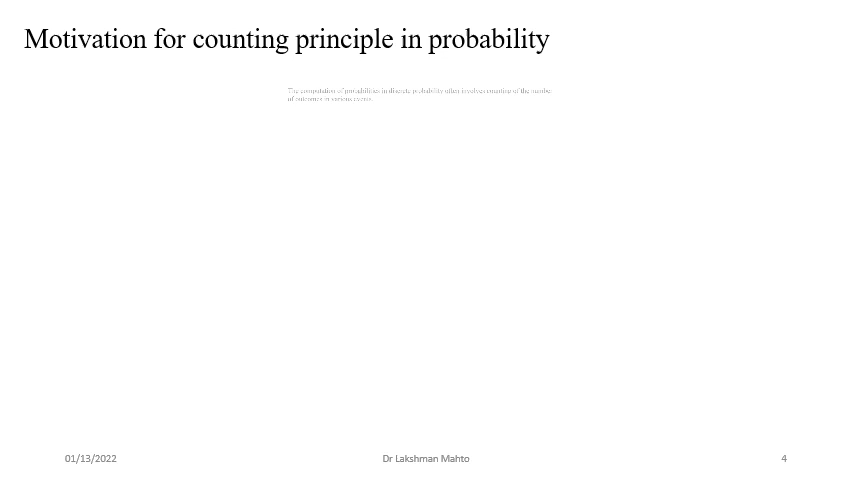 Motivation for counting principle in probability
The computation of probabilities in discrete probability often involves counting of the number
of outcomes in various events.
01/13/2022
Dr Lakshman Mahto
4